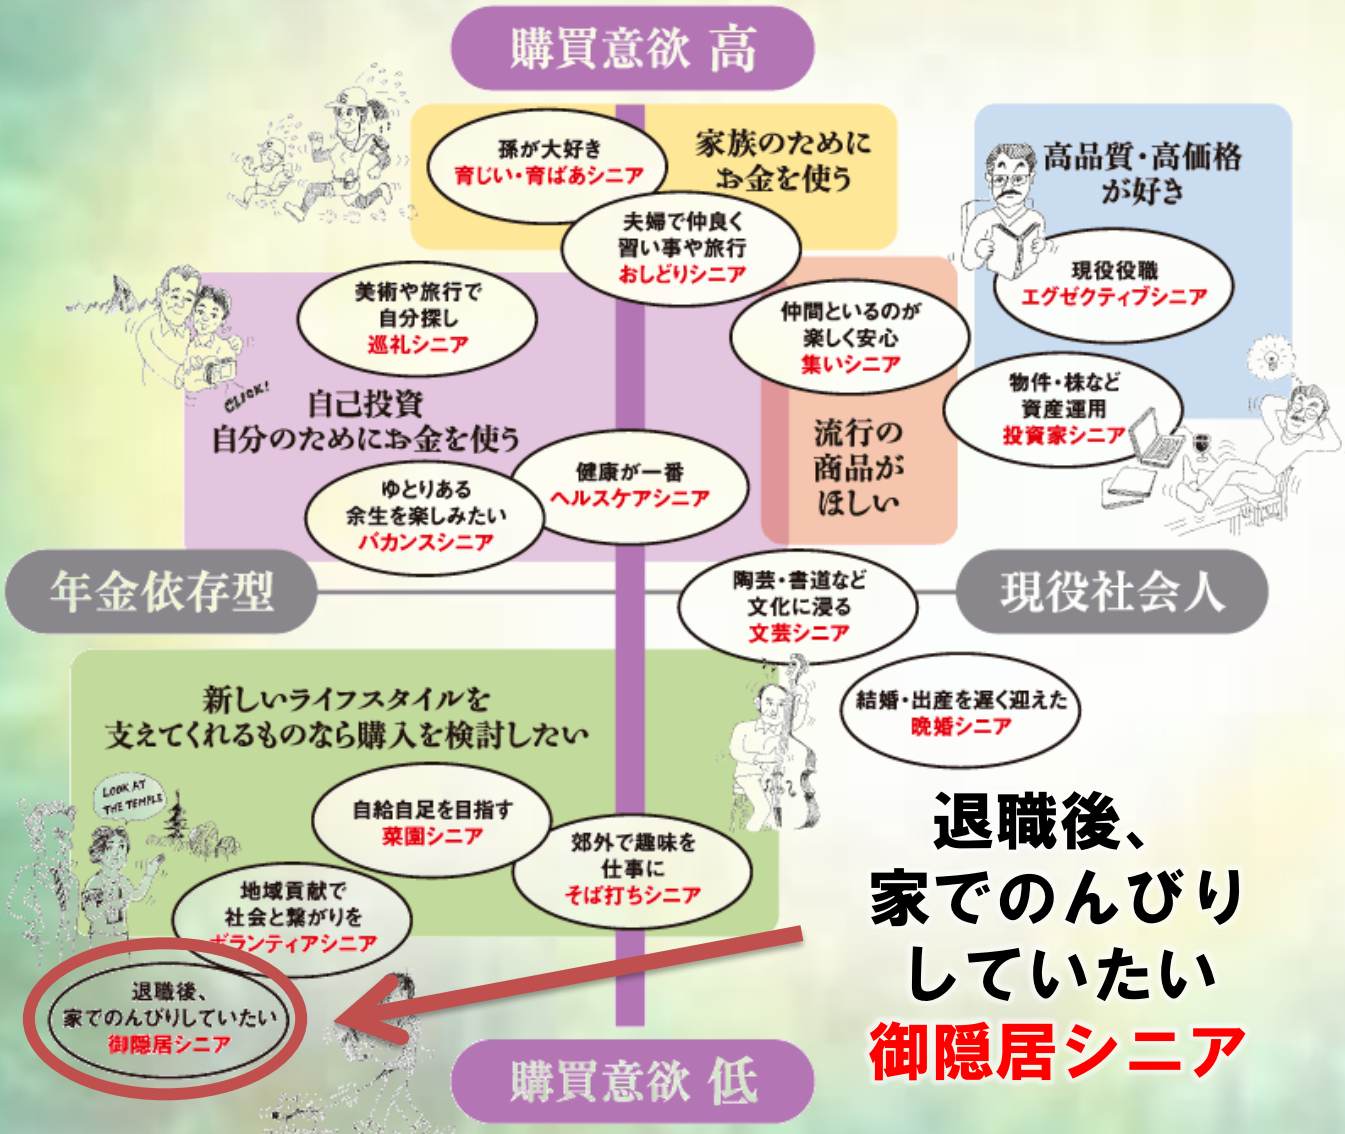 購買意欲 高
孫が大好き
育じい・育ばあシニア
家族のために
お金を使う
夫婦で仲良く
習い事や旅行
おしどりシニア
高品質・高価格
が好き
現役役職
エグゼクティブシニア
美術や旅行で
自分探し
巡礼シニア
仲間といるのが
楽しく安心
集いシニア
物件・株など
資産運用
投資家シニア
CLICK!
自己投資
自分のためにお金を使う
流行の
商品が
ほしい
健康が一番
ヘルスケアシニア
ゆとりある
余生を楽しみたい
バカンスシニア
年金依存型
現役社会人
陶芸・書道など
文化に浸る
文芸シニア
結婚・出産を遅く迎えた
晩婚シニア
新しいライフスタイルを
支えてくれるものなら購入を検討したい
LOOK AT
THE TEMPLE
自給自足を目指す
菜園シニア
郊外で趣味を
仕事に
そば打ちシニア
地域貢献で
社会と繋がりを
ボランティアシニア
退職後、
家でのんびりしていたい
御隠居シニア
退職後、
家でのんびり
していたい
御隠居シニア
購買意欲 低